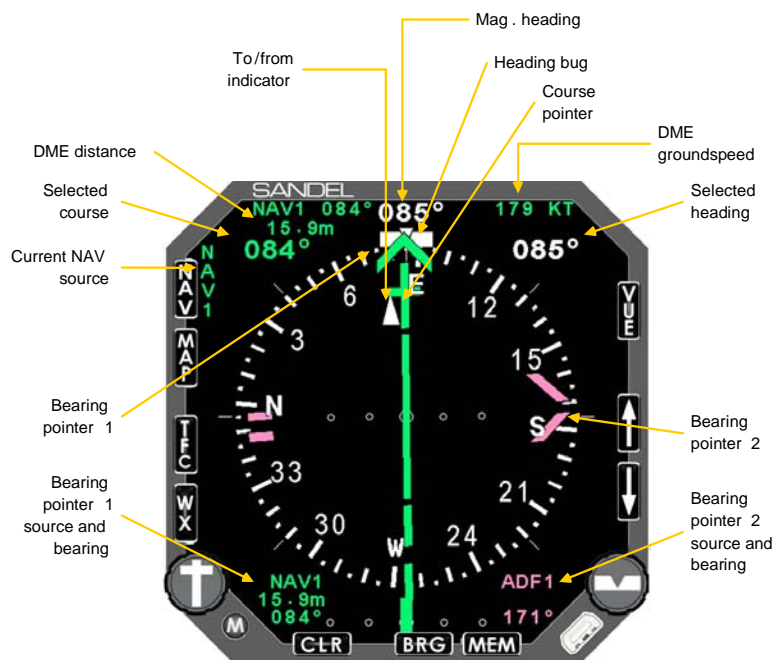 Mag . heading
To/from
indicator
Heading bug
Course
pointer
DME distance
DME
groundspeed
Selected
course
Selected
heading
Current NAV
source
SANDEL
NAV1 084°
085°
179 KT
15.9m
084°
085°
NAV1
NAV
MAP
TFC
WX
VUE
E
6
12
3
15
N
S
33
21
30
24
W
Bearing
pointer 1
Bearing
pointer 2
Bearing
pointer 1
source and
bearing
Bearing
pointer 2
source and
bearing
NAV1
15.9m
084°
ADF1
171°
M
CLR
BRG
MEM